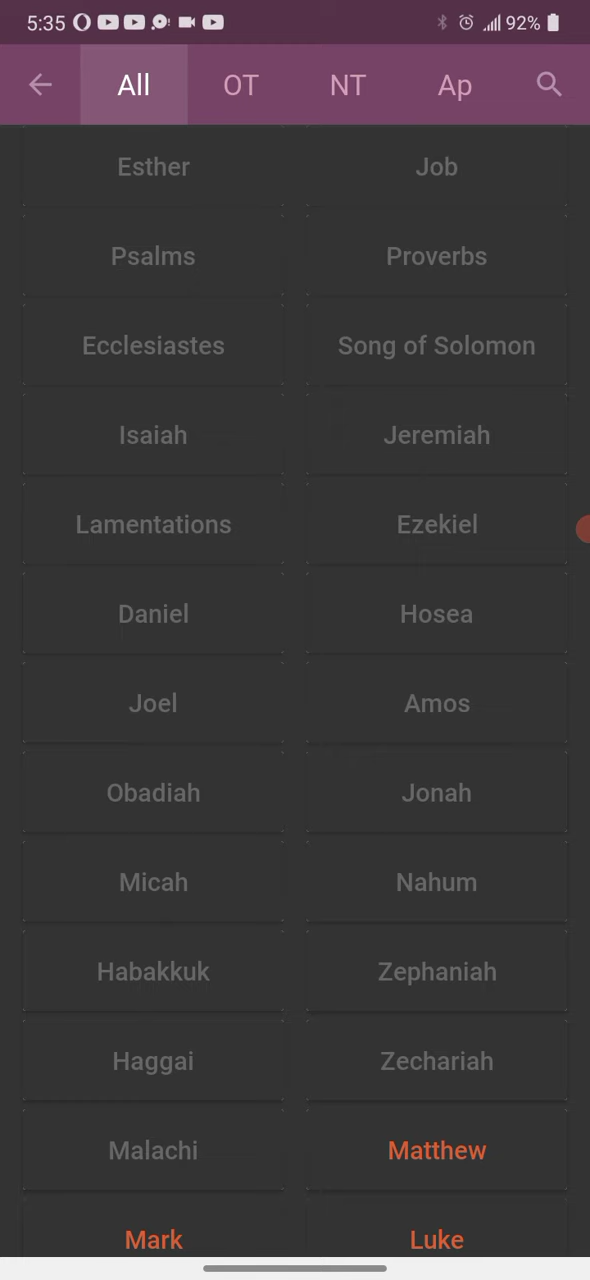 5:35 92%
All OT NT Ap
Esther Job
Psalms Proverbs
Ecclesiastes Song of Solomon
Isaiah Jeremiah
Lamentations Ezekiel
Daniel Hosea
Joel Amos
Obadiah Jonah
Micah Nahum
Habakkuk Zephaniah
Haggai Zechariah
Malachi Matthew
Mark Luke